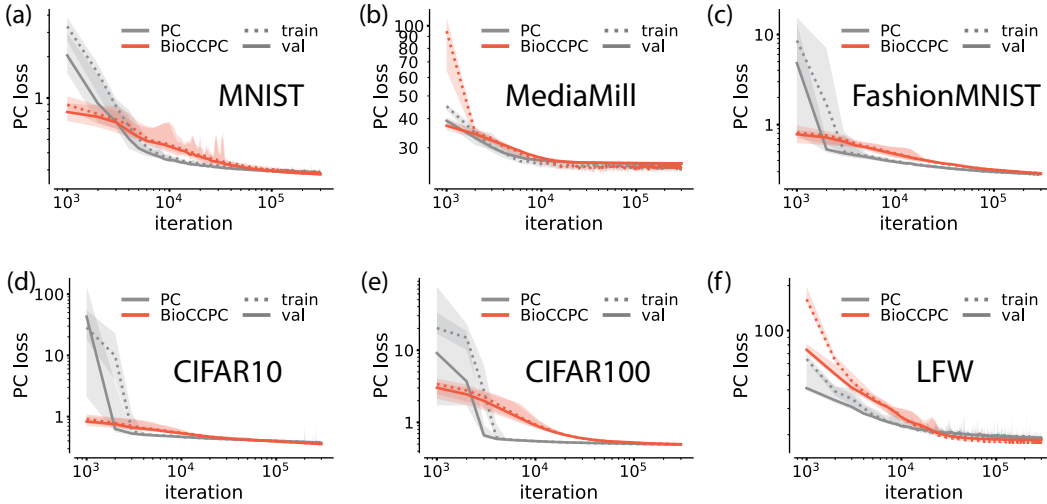 (a)
PC
BioCCPC
train
val
MNIST
PC loss
1
10³
10⁴
10⁵
iteration
(b)
PC
BioCCPC
train
val
MediaMill
PC loss
100
90
80
70
60
50
40
30
10³
10⁴
10⁵
iteration
(c)
PC
BioCCPC
train
val
FashionMNIST
PC loss
10
1
10³
10⁴
10⁵
iteration
(d)
PC
BioCCPC
train
val
CIFAR10
PC loss
100
10
1
10³
10⁴
10⁵
iteration
(e)
PC
BioCCPC
train
val
CIFAR100
PC loss
10
1
10³
10⁴
10⁵
iteration
(f)
PC
BioCCPC
train
val
LFW
PC loss
100
10³
10⁴
10⁵
iteration